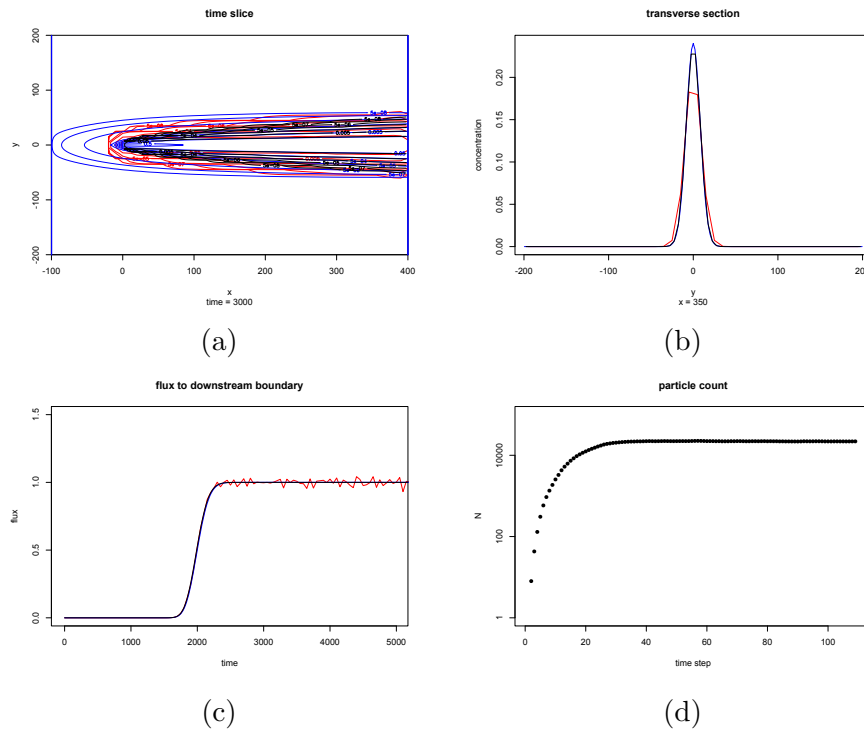 time slice
200
100
0
-100
-200
y
-100 0 100 200 300 400
x
time = 3000
(a)
transverse section
0.20
0.15
0.10
0.05
0.00
concentration
-200 -100 0 100 200
y
x = 350
(b)
flux to downstream boundary
1.5
1.0
0.5
0.0
flux
0 1000 2000 3000 4000 5000
time
(c)
particle count
10000
100
1
N
0 20 40 60 80 100
time step
(d)